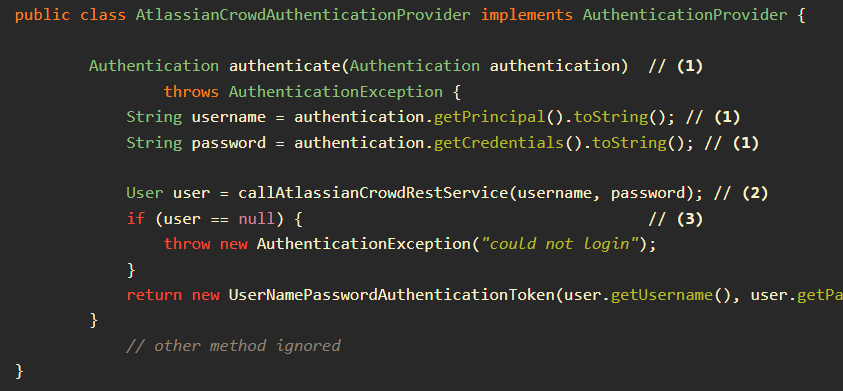 public class AtlassianCrowdAuthenticationProvider implements AuthenticationProvider {
Authentication authenticate(Authentication authentication) // (1)
throws AuthenticationException {
String username = authentication.getPrincipal().toString(); // (1)
String password = authentication.getCredentials().toString(); // (1)
User user = callAtlassianCrowdRestService(username, password); // (2)
if (user == null) { // (3)
throw new AuthenticationException("could not login");
}
return new UserNamePasswordAuthenticationToken(user.getUsername(), user.getPa
}
// other method ignored
}